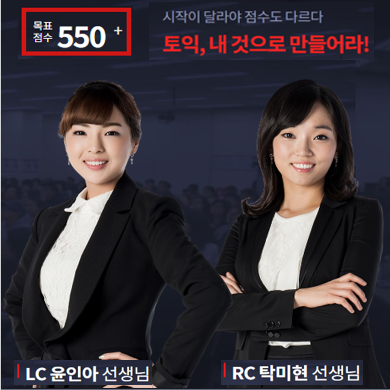 목표
점수 550 +
시작이 달라야 점수도 다르다
토익, 내 것으로 만들어라!
LC 윤인아 선생님
RC 탁미현 선생님